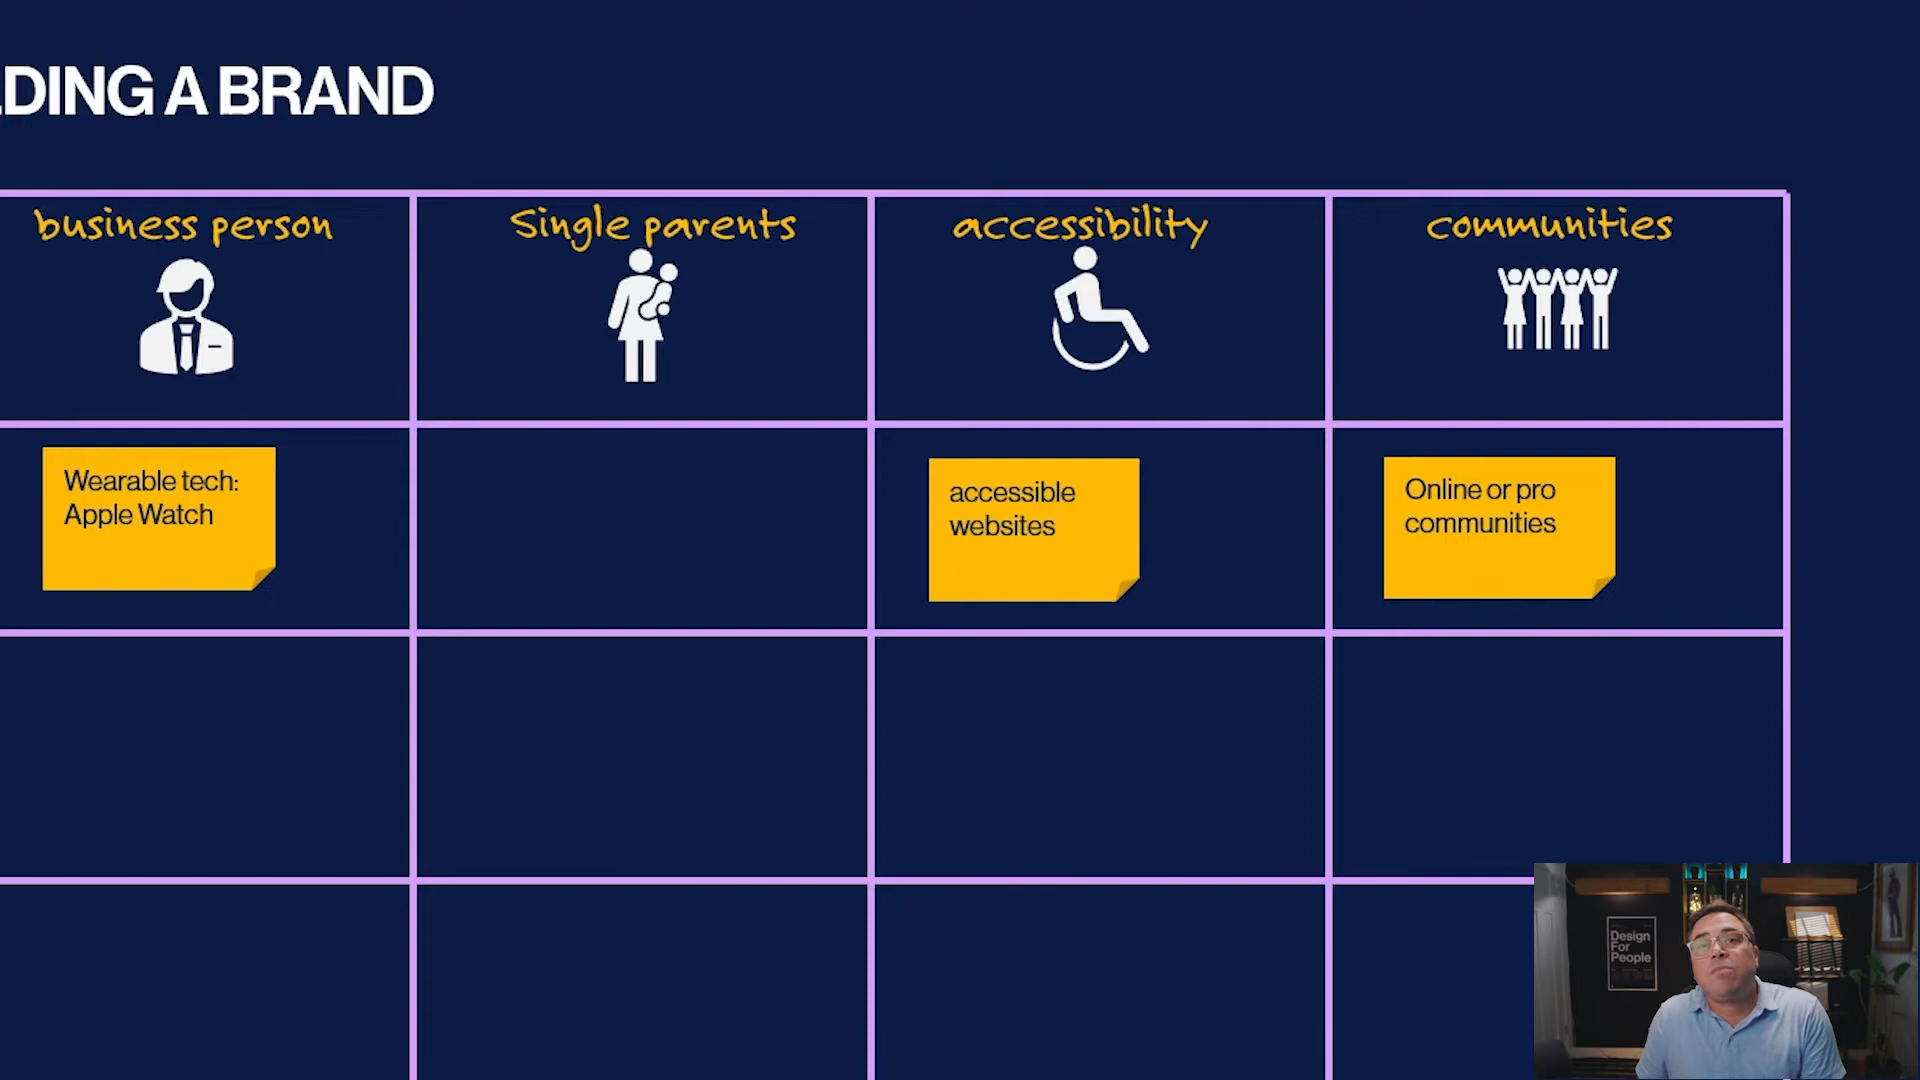 LDING A BRAND
business person
Single parents
accessibility
communities
Wearable tech:
Apple Watch
accessible
websites
Online or pro
communities
Design
For
People